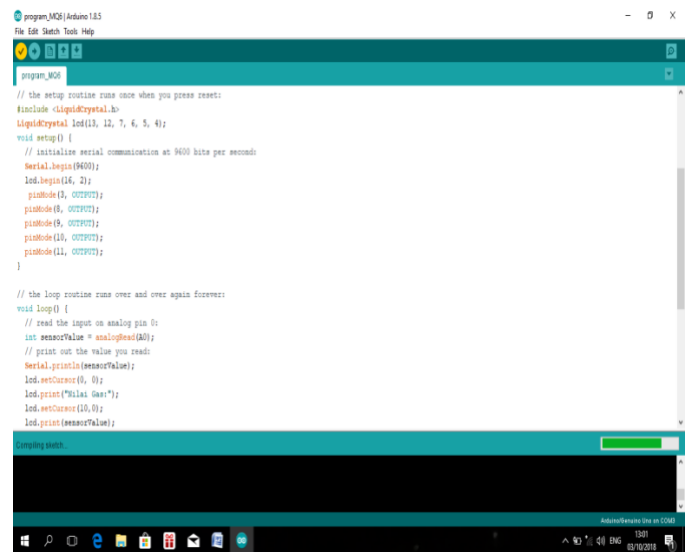 program_MQ6 | Arduino 1.8.5
File Edit Sketch Tools Help
program_MQ6
// the setup routine runs once when you press reset:
#include <LiquidCrystal.h>
LiquidCrystal lcd(13, 12, 7, 6, 5, 4);
void setup() {
// initialize serial communication at 9600 bits per second:
Serial.begin(9600);
lcd.begin(16, 2);
pinMode(3, OUTPUT);
pinMode(8, OUTPUT);
pinMode(9, OUTPUT);
pinMode(10, OUTPUT);
pinMode(11, OUTPUT);
}
// the loop routine runs over and over again forever:
void loop() {
// read the input on analog pin 0:
int sensorValue = analogRead(A0);
// print out the value you read:
Serial.println(sensorValue);
lcd.setCursor(0, 0);
lcd.print("Nilai Gas:");
lcd.setCursor(10,0);
lcd.print(sensorValue);
Compiling sketch...
Arduino/Genuino Uno on COM3
ENG
13:01
03/10/2018